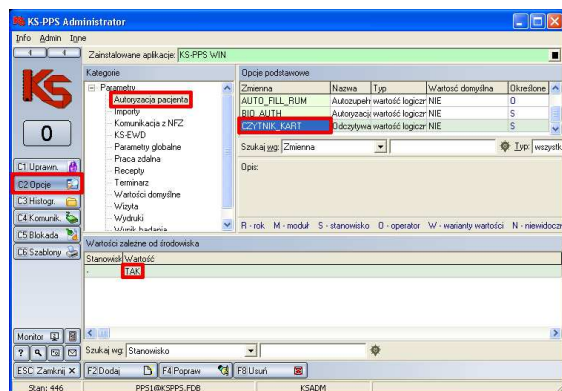 KS-PPS Administrator
Info Admin Inne
Zainstalowane aplikacje: KS-PPS WIN
KS
0
C1 Uprawn.
C2 Opcje
C3 Histogr.
C4 Komunik.
C5 Blokada
C6 Szablony
Monitor
ESC Zamknij X
Kategorie
Parametry
Autoryzacja pacjenta
Importy
Komunikacja z NFZ
KS-EWD
Parametry globalne
Praca zdalna
Recepty
Terminarz
Wartości domyślne
Wizyta
Wydruki
Wynik badania
Opcje podstawowe
Zmienna Nazwa Typ Wartość domyślna Określone
AUTO_FILL_RUM Autozupełn wartość logiczn NIE O
BIO_AUTH Autoryzacj wartość logiczn NIE S
CZYTNIK_KART Odczytywa wartość logiczn NIE S
Szukaj wg: Zmienna Typ: wszystk
Opis:
R - rok M - moduł S - stanowisko O - operator W - warianty wartości N - niewidoczn
Wartości zależne od środowiska
Stanowisk Wartość
- TAK
Szukaj wg: Stanowisko
F2 Dodaj F4 Popraw F8 Usuń
Stan: 446 PPS1@KSPPS.FDB KSADM